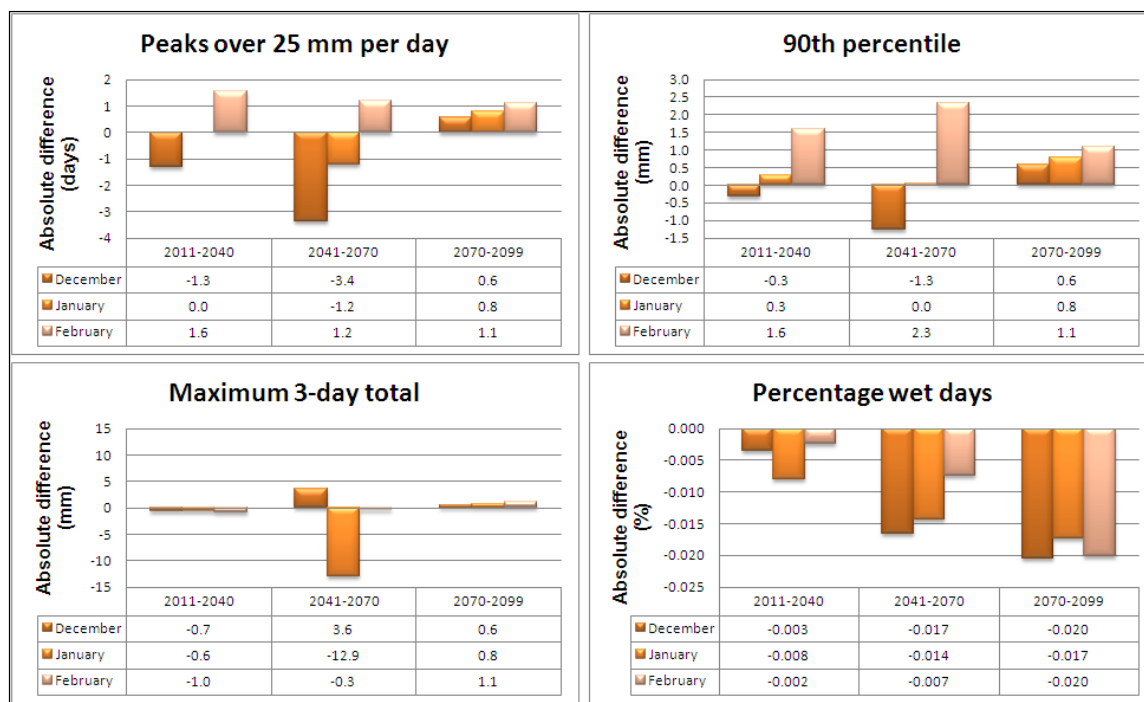 Peaks over 25 mm per day
Absolute difference
(days)
2
1
0
-1
-2
-3
-4
2011-2040 2041-2070 2070-2099
December -1.3 -3.4 0.6
January 0.0 -1.2 0.8
February 1.6 1.2 1.1
90th percentile
Absolute difference
(mm)
3.0
2.5
2.0
1.5
1.0
0.5
0.0
-0.5
-1.0
-1.5
2011-2040 2041-2070 2070-2099
December -0.3 -1.3 0.6
January 0.3 0.0 0.8
February 1.6 2.3 1.1
Maximum 3-day total
Absolute difference
(mm)
15
10
5
0
-5
-10
-15
2011-2040 2041-2070 2070-2099
December -0.7 3.6 0.6
January -0.6 -12.9 0.8
February -1.0 -0.3 1.1
Percentage wet days
Absolute difference
(%)
0.000
-0.005
-0.010
-0.015
-0.020
-0.025
2011-2040 2041-2070 2070-2099
December -0.003 -0.017 -0.020
January -0.008 -0.014 -0.017
February -0.002 -0.007 -0.020